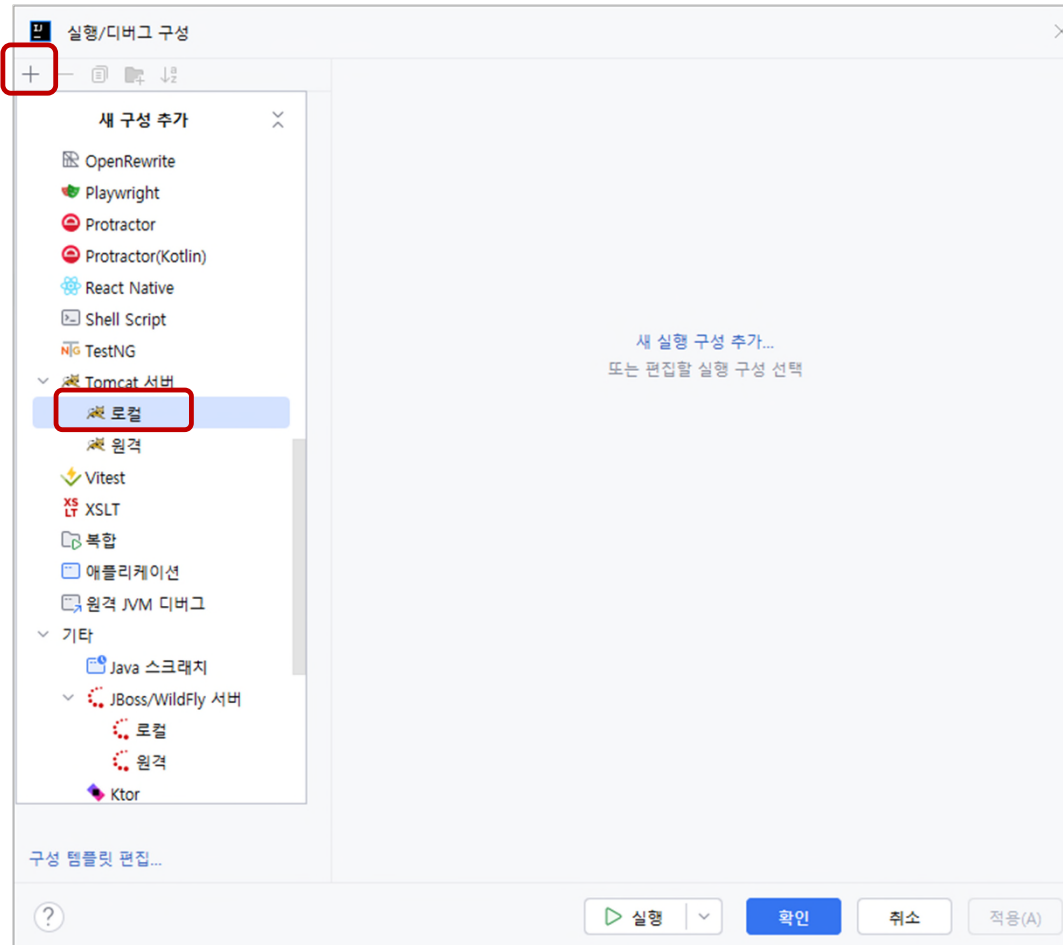 실행/디버그 구성
새 구성 추가
OpenRewrite
Playwright
Protractor
Protractor(Kotlin)
React Native
Shell Script
TestNG
Tomcat 서버
로컬
원격
Vitest
XSLT
복합
애플리케이션
원격 JVM 디버그
기타
Java 스크래치
JBoss/WildFly 서버
로컬
원격
Ktor
새 실행 구성 추가...
또는 편집할 실행 구성 선택
구성 템플릿 편집...
? 실행 확인 취소 적용(A)